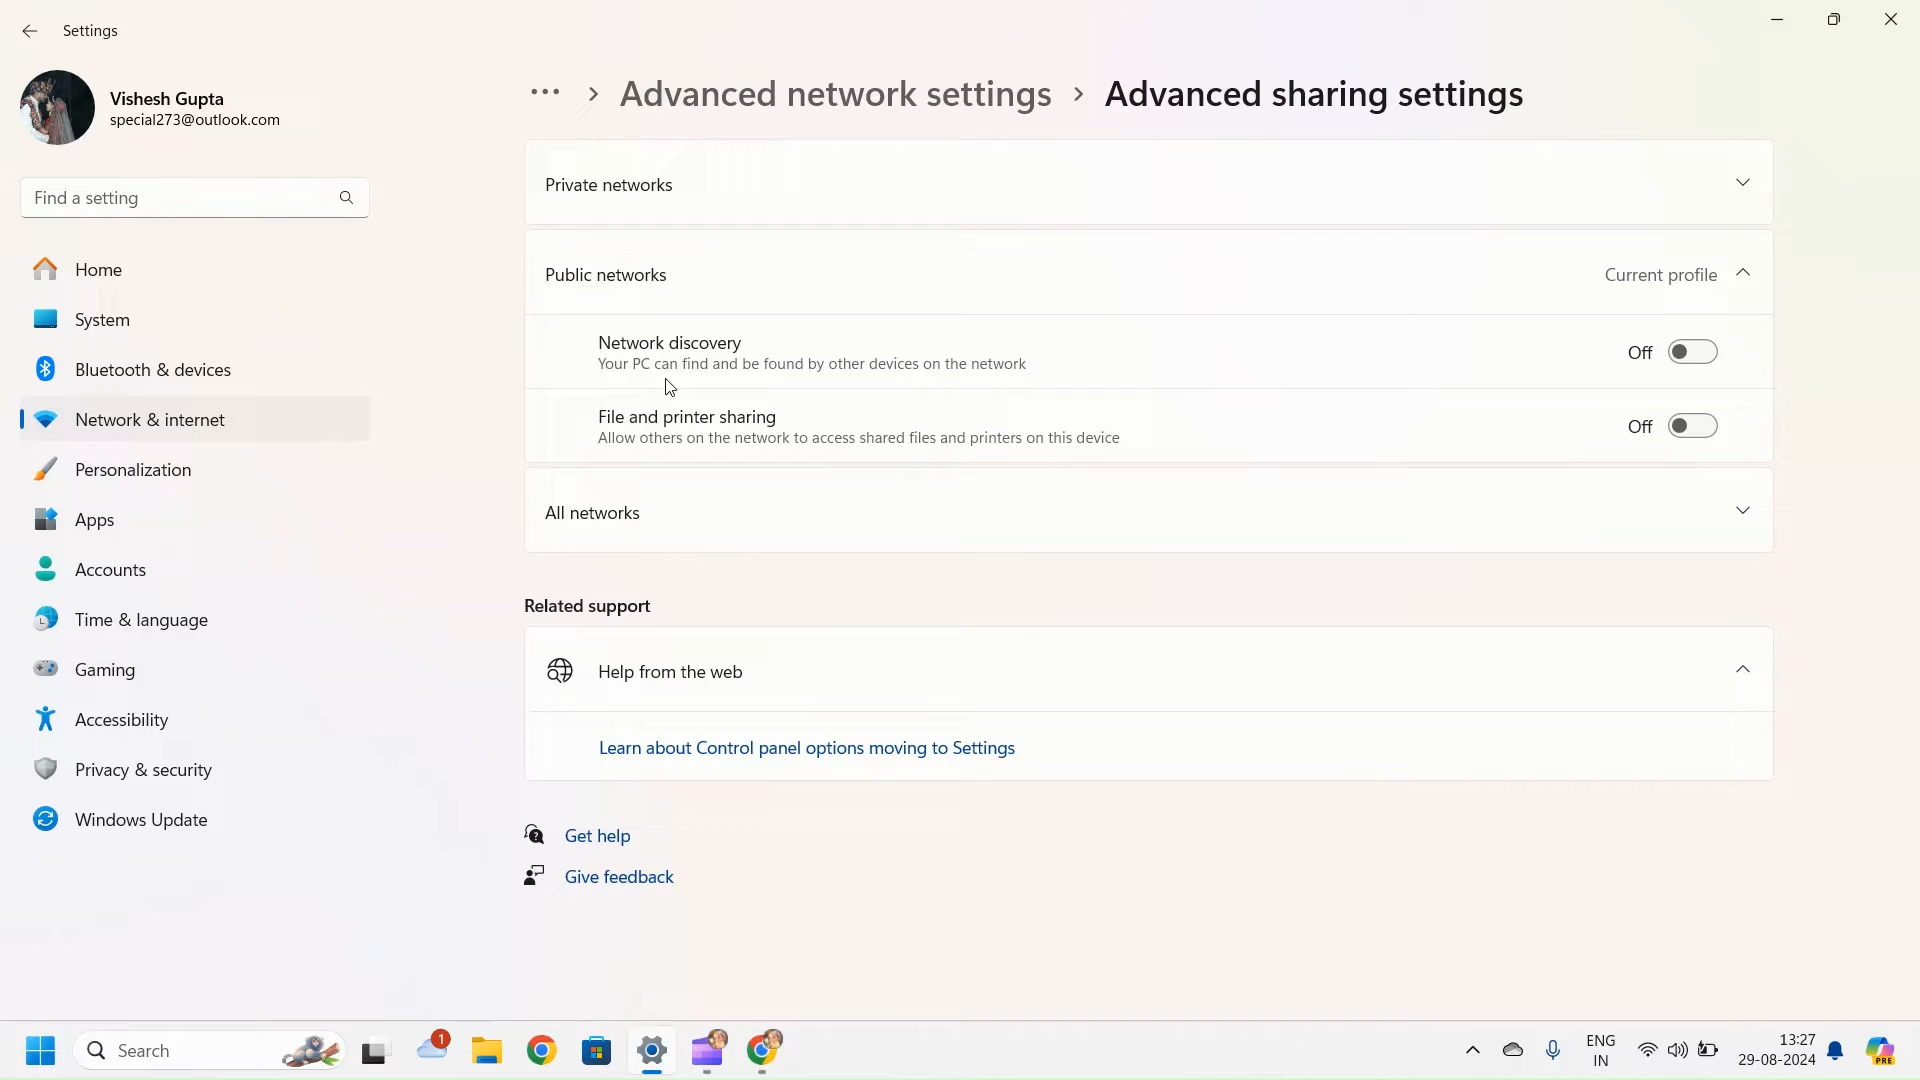 Settings
Vishesh Gupta
special273@outlook.com
Find a setting
Home
System
Bluetooth & devices
Network & internet
Personalization
Apps
Accounts
Time & language
Gaming
Accessibility
Privacy & security
Windows Update
... > Advanced network settings > Advanced sharing settings
Private networks
Public networks Current profile
Network discovery
Your PC can find and be found by other devices on the network
Off
File and printer sharing
Allow others on the network to access shared files and printers on this device
Off
All networks
Related support
Help from the web
Learn about Control panel options moving to Settings
Get help
Give feedback
Search
1
ENG
IN
13:27
29-08-2024
PRE